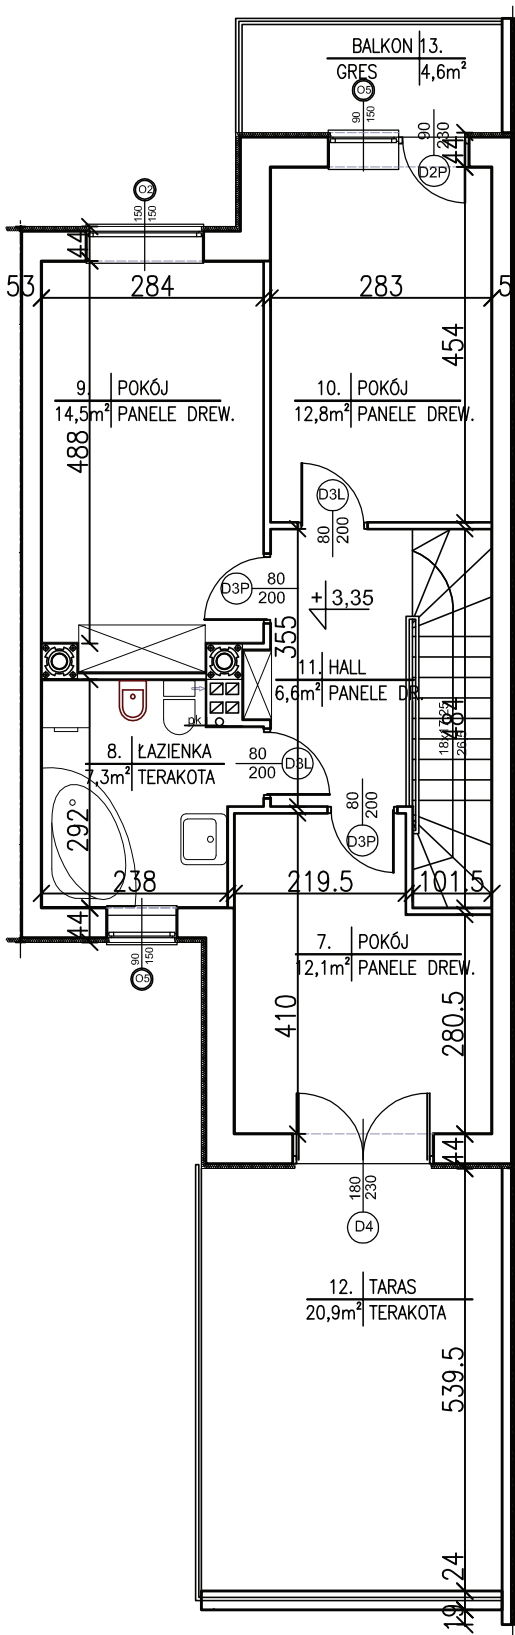 BALKON 13.
GRES 4,6m²
O5
90
150
90
230
44
D2P
O2
150
150
44
53
284
283
5
454
9. POKÓJ
14,5m² PANELE DREW.
10. POKÓJ
12,8m² PANELE DREW.
488
D3L
80
200
D3P
80
200
+ 3,35
355
11. HALL
6,6m² PANELE DR.
484
pk
8. ŁAZIENKA
7,3m² TERAKOTA
80
200
D3L
80
200
D3P
292
238
219.5
101.5
44
90
150
O5
7. POKÓJ
12,1m² PANELE DREW.
410
280.5
44
180
230
D4
12. TARAS
20,9m² TERAKOTA
539.5
24
19